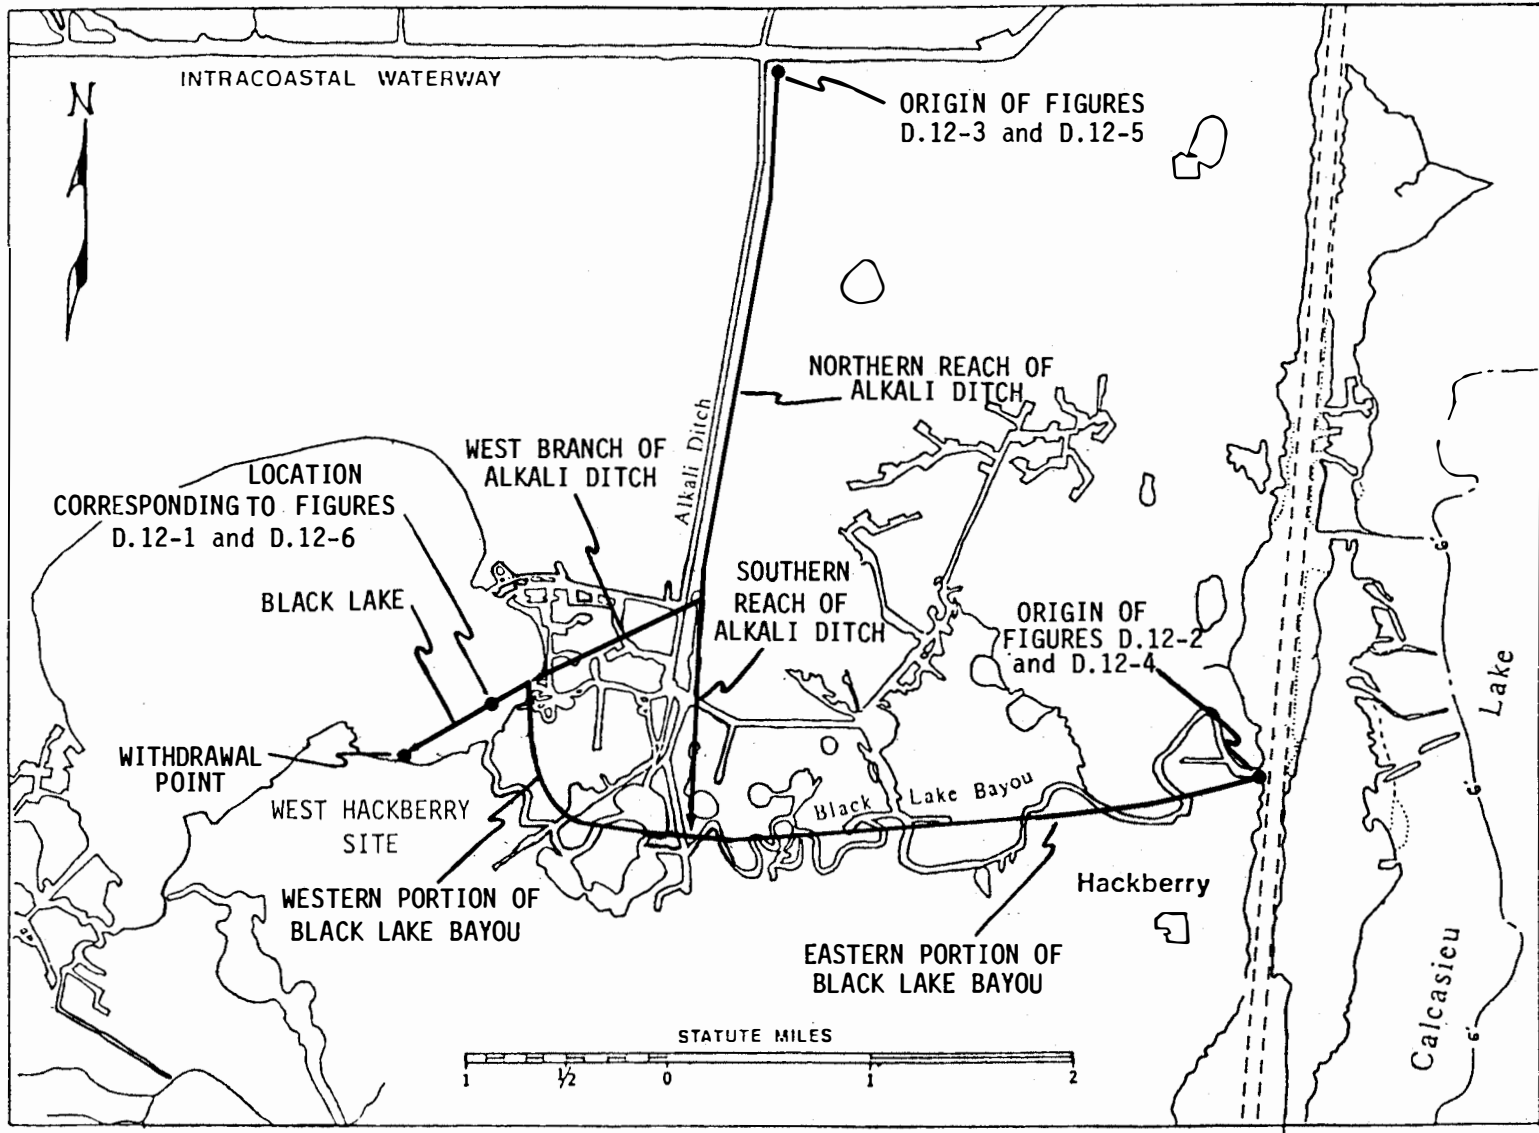 INTRACOASTAL WATERWAY
N
ORIGIN OF FIGURES
D.12-3 and D.12-5
NORTHERN REACH OF
ALKALI DITCH
Alkali Ditch
WEST BRANCH OF
ALKALI DITCH
LOCATION
CORRESPONDING TO FIGURES
D.12-1 and D.12-6
BLACK LAKE
SOUTHERN
REACH OF
ALKALI DITCH
ORIGIN OF
FIGURES D.12-2
and D.12-4
WITHDRAWAL
POINT
WEST HACKBERRY
SITE
Black Lake Bayou
WESTERN PORTION OF
BLACK LAKE BAYOU
Hackberry
EASTERN PORTION OF
BLACK LAKE BAYOU
Calcasieu Lake
6'
6'
6'
STATUTE MILES
1 1/2 0 1 2